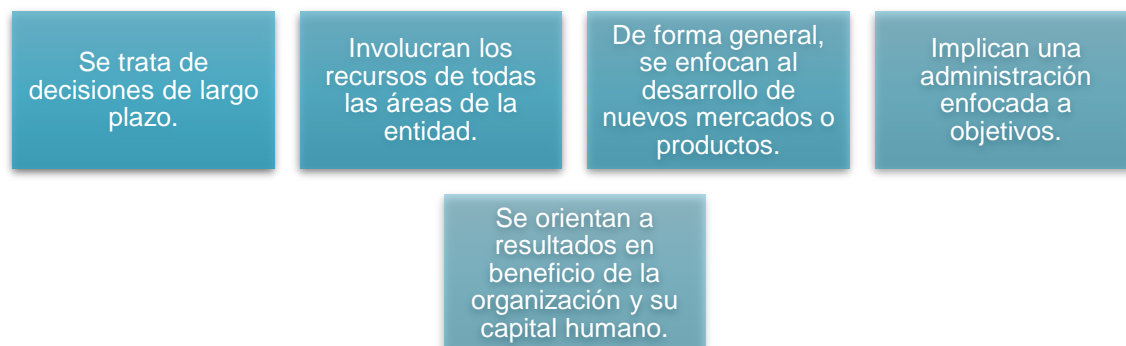 Se trata de
decisiones de largo
plazo.
Involucran los
recursos de todas
las áreas de la
entidad.
De forma general,
se enfocan al
desarrollo de
nuevos mercados o
productos.
Implican una
administración
enfocada a
objetivos.
Se orientan a
resultados en
beneficio de la
organización y su
capital humano.